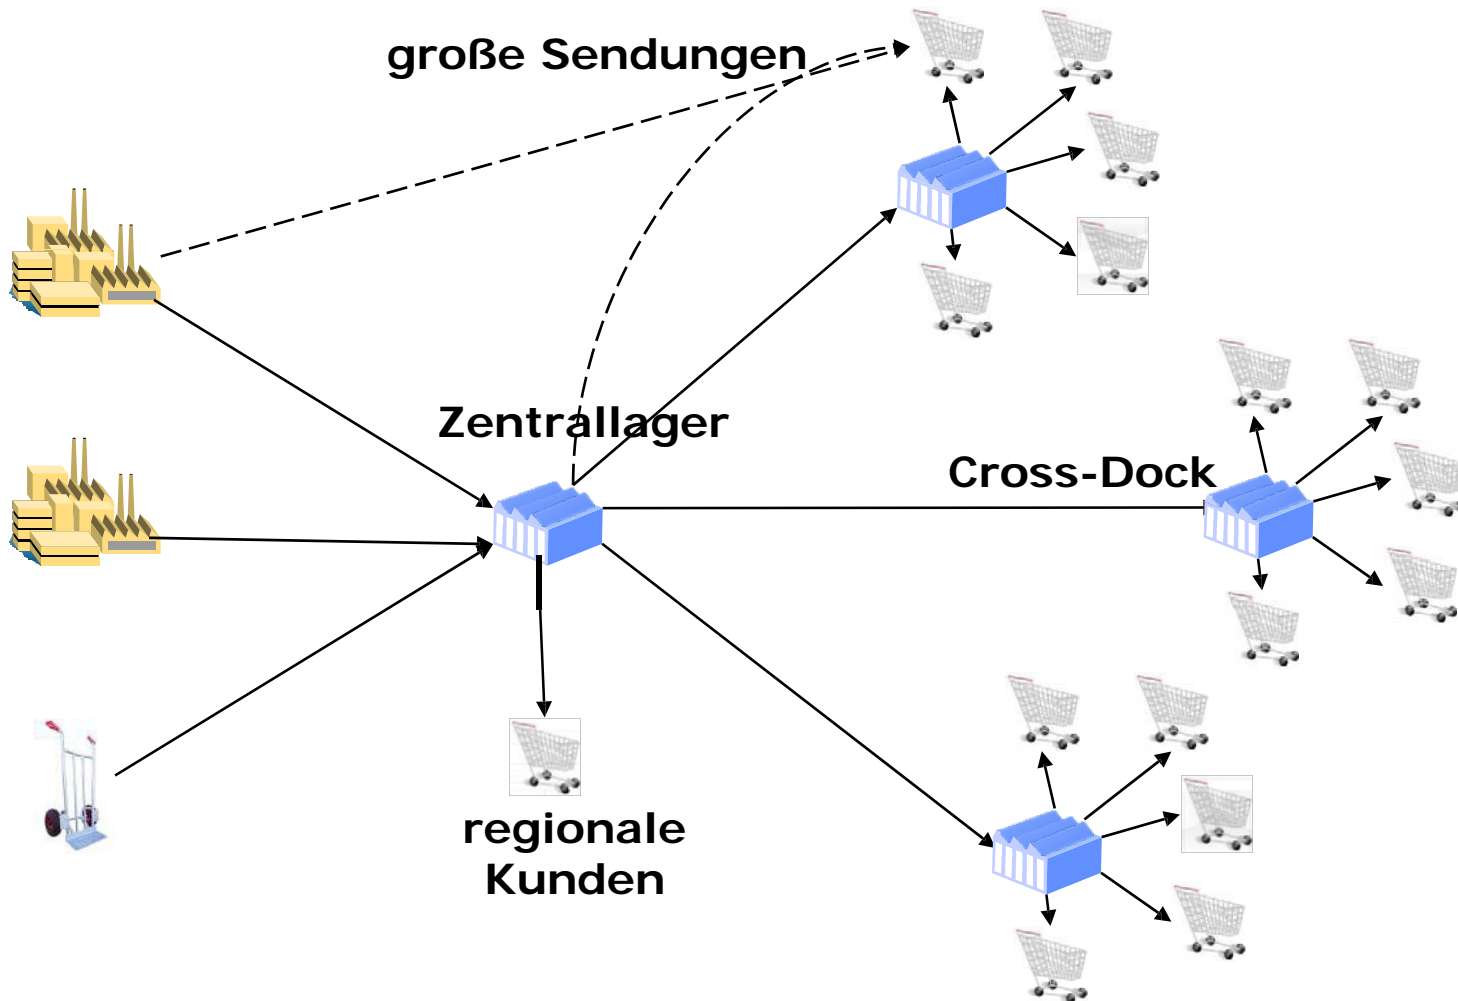 große Sendungen
Zentrallager
Cross-Dock
regionale
Kunden